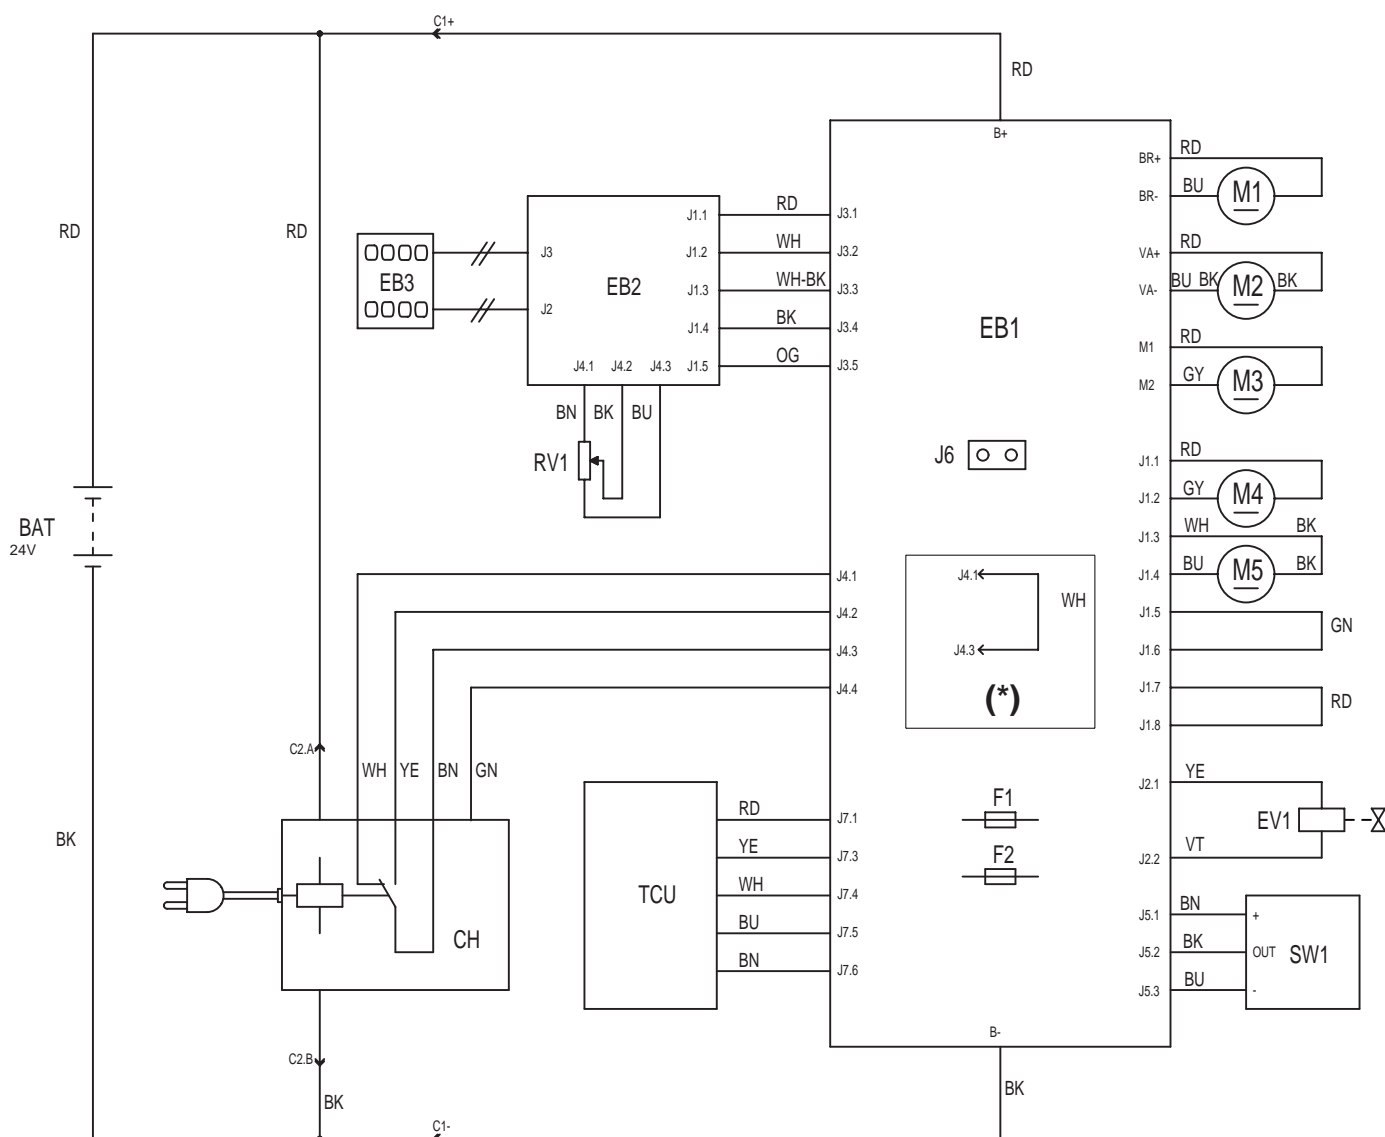 C1+
RD
B+
BR+ RD
BR- BU M1
RD RD
J1.1 RD J3.1
J1.2 WH J3.2
VA+ RD
J3
EB3 EB2
J1.3 WH-BK J3.3
VA- BU BK M2 BK
J2
J1.4 BK J3.4
EB1
M1 RD
J4.1 J4.2 J4.3 J1.5 OG J3.5
M2 GY M3
BN BK BU
RV1
J6
J1.1 RD
J1.2 GY M4
BAT
24V
J1.3 WH BK
J4.1 J4.1
J1.4 BU M5 BK
J4.2 WH J1.5
GN
J4.3 J4.3 J1.6
J4.4 (*) J1.7
RD
J1.8
C2.A
WH YE BN GN
J2.1 YE
F1
RD J7.1
EV1
BK
YE J7.3
F2
J2.2 VT
TCU
WH J7.4
J5.1 BN +
CH
BU J7.5
J5.2 BK OUT SW1
BN J7.6
J5.3 BU -
B-
C2.B
BK
BK
C1-